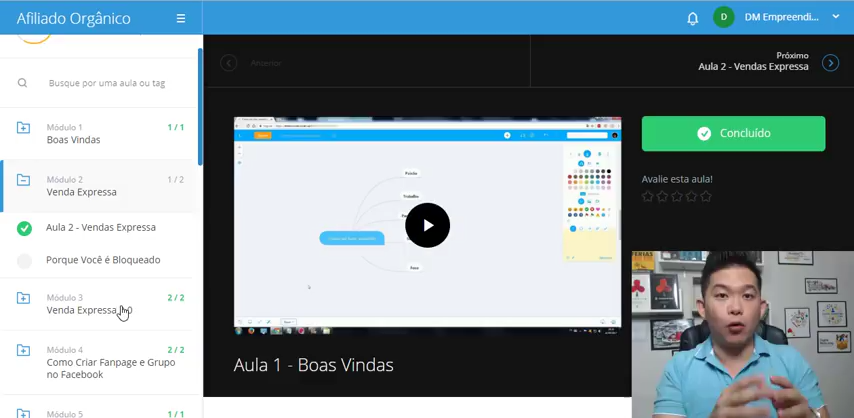 Afiliado Orgânico
D
DM Empreendi...
Busque por uma aula ou tag
Módulo 1
1 / 1
Boas Vindas
Módulo 2
1 / 2
Venda Expressa
Aula 2 - Vendas Expressa
Porque Você é Bloqueado
Módulo 3
2 / 2
Venda Expressa
Módulo 4
2 / 2
Como Criar Fanpage e Grupo
no Facebook
Módulo 5
1 / 1
Anterior
Próximo
Aula 2 - Vendas Expressa
Trabalho
Foco
Aula 1 - Boas Vindas
Concluído
Avalie esta aula!